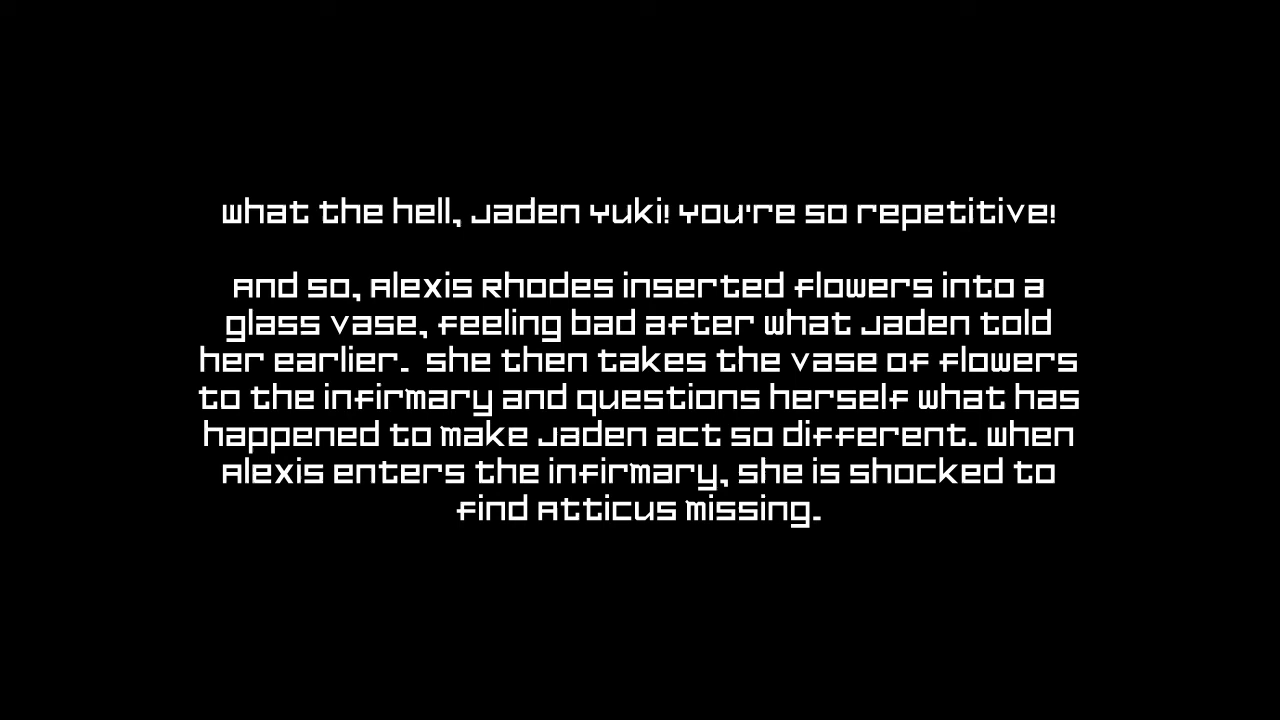 What the hell, Jaden Yuki! You're so repetitive!
And so, Alexis Rhodes inserted flowers into a
glass vase, feeling bad after what Jaden told
her earlier.  She then takes the vase of flowers
to the infirmary and questions herself what has
happened to make Jaden act so different. When
Alexis enters the infirmary, she is shocked to
find Atticus missing.